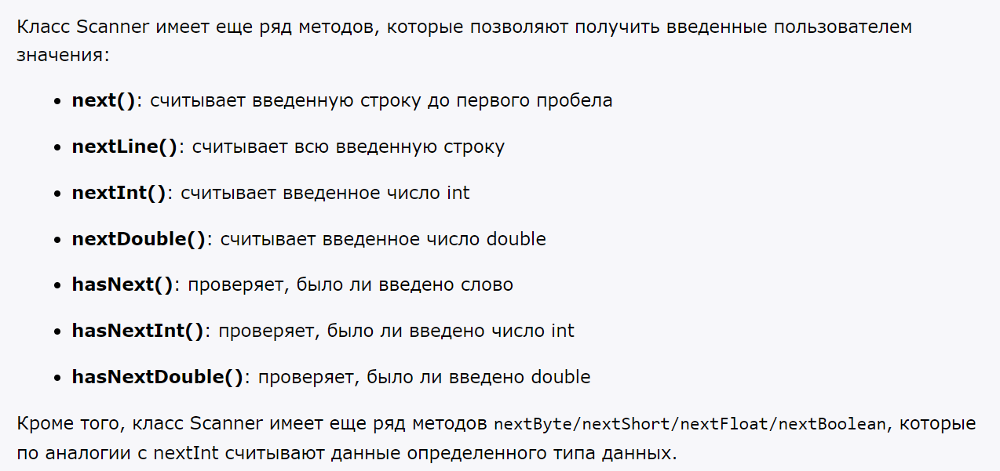 Класс Scanner имеет еще ряд методов, которые позволяют получить введенные пользователем
значения:
• next(): считывает введенную строку до первого пробела
• nextLine(): считывает всю введенную строку
• nextInt(): считывает введенное число int
• nextDouble(): считывает введенное число double
• hasNext(): проверяет, было ли введено слово
• hasNextInt(): проверяет, было ли введено число int
• hasNextDouble(): проверяет, было ли введено double
Кроме того, класс Scanner имеет еще ряд методов nextByte/nextShort/nextFloat/nextBoolean, которые
по аналогии с nextInt считывают данные определенного типа данных.